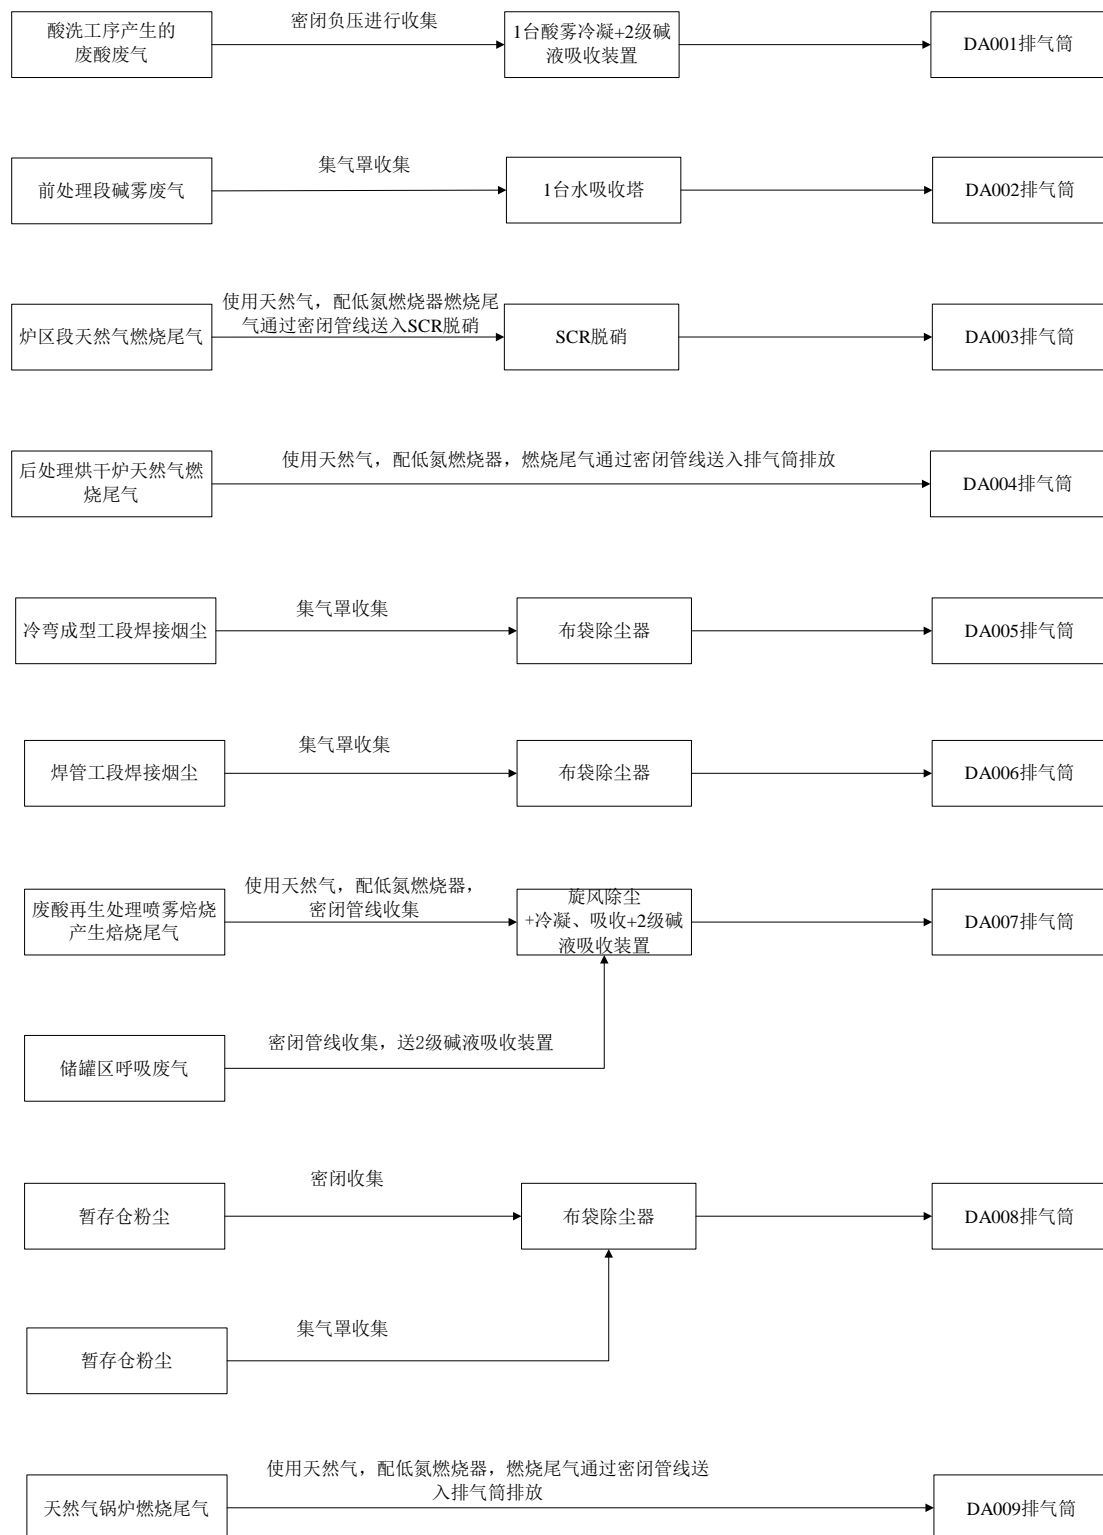 酸洗工序产生的
废酸废气
密闭负压进行收集
1台酸雾冷凝+2级碱
液吸收装置
DA001排气筒
前处理段碱雾废气
集气罩收集
1台水吸收塔
DA002排气筒
炉区段天然气燃烧尾气
使用天然气，配低氮燃烧器燃烧尾
气通过密闭管线送入SCR脱硝
SCR脱硝
DA003排气筒
后处理烘干炉天然气燃
烧尾气
使用天然气，配低氮燃烧器，燃烧尾气通过密闭管线送入排气筒排放
DA004排气筒
冷弯成型工段焊接烟尘
集气罩收集
布袋除尘器
DA005排气筒
焊管工段焊接烟尘
集气罩收集
布袋除尘器
DA006排气筒
废酸再生处理喷雾焙烧
产生焙烧尾气
使用天然气，配低氮燃烧器，
密闭管线收集
旋风除尘
+冷凝、吸收+2级碱
液吸收装置
DA007排气筒
储罐区呼吸废气
密闭管线收集，送2级碱液吸收装置
暂存仓粉尘
密闭收集
布袋除尘器
DA008排气筒
暂存仓粉尘
集气罩收集
天然气锅炉燃烧尾气
使用天然气，配低氮燃烧器，燃烧尾气通过密闭管线送
入排气筒排放
DA009排气筒